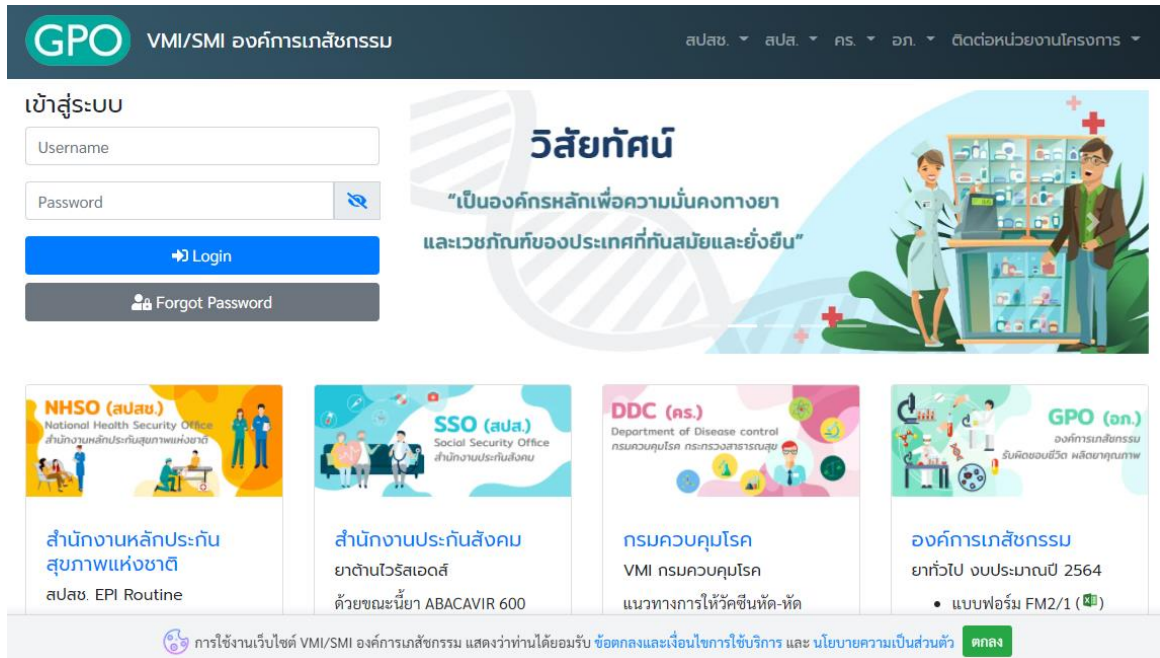 GPO VMI/SMI องค์การเภสัชกรรม สปสช. สปส. คร. อภ. ติดต่อหน่วยงานโครงการ
เข้าสู่ระบบ
Username
Password
Login
Forgot Password
วิสัยทัศน์
“เป็นองค์กรหลักเพื่อความมั่นคงทางยา
และเวชภัณฑ์ของประเทศที่ทันสมัยและยั่งยืน”
NHSO (สปสช.)
National Health Security Office
สำนักงานหลักประกันสุขภาพแห่งชาติ
สำนักงานหลักประกัน
สุขภาพแห่งชาติ
สปสช. EPI Routine
SSO (สปส.)
Social Security Office
สำนักงานประกันสังคม
สำนักงานประกันสังคม
ยาต้านไวรัสเอดส์
ด้วยขณะนี้ยา ABACAVIR 600
DDC (คร.)
Department of Disease control
กรมควบคุมโรค กระทรวงสาธารณสุข
กรมควบคุมโรค
VMI กรมควบคุมโรค
แนวทางการให้วัคซีนหัด-หัด
GPO (อภ.)
องค์การเภสัชกรรม
รับผิดชอบชีวิต ผลิตยาคุณภาพ
องค์การเภสัชกรรม
ยาทั่วไป งบประมาณปี 2564
• แบบฟอร์ม FM2/1 ( )
การใช้งานเว็บไซต์ VMI/SMI องค์การเภสัชกรรม แสดงว่าท่านได้ยอมรับ ข้อตกลงและเงื่อนไขการใช้บริการ และ นโยบายความเป็นส่วนตัว ตกลง